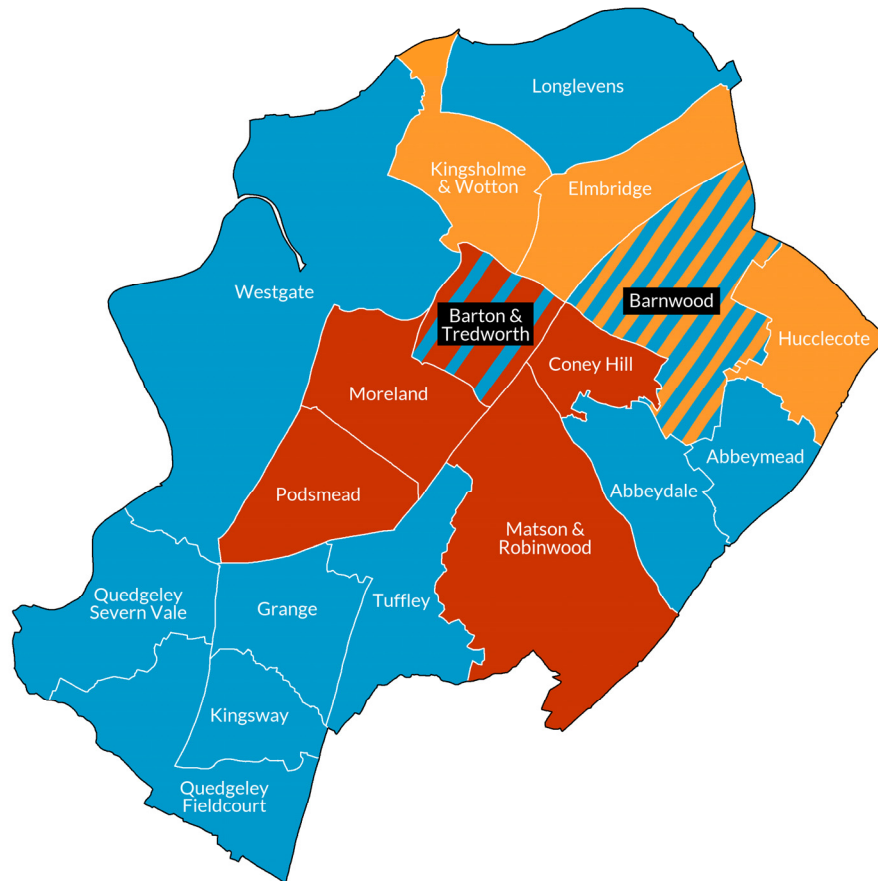 Longlevens
Kingsholme
& Wotton
Elmbridge
Westgate
Barton &
Tredworth
Barnwood
Hucclecote
Coney Hill
Moreland
Abbeymead
Podsmead
Abbeydale
Matson &
Robinwood
Quedgeley
Severn Vale
Grange
Tuffley
Kingsway
Quedgeley
Fieldcourt